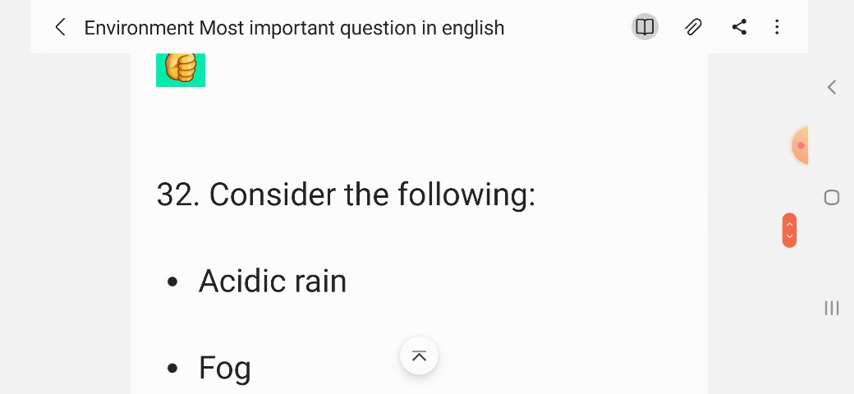 Environment Most important question in english
32. Consider the following:
• Acidic rain
• Fog